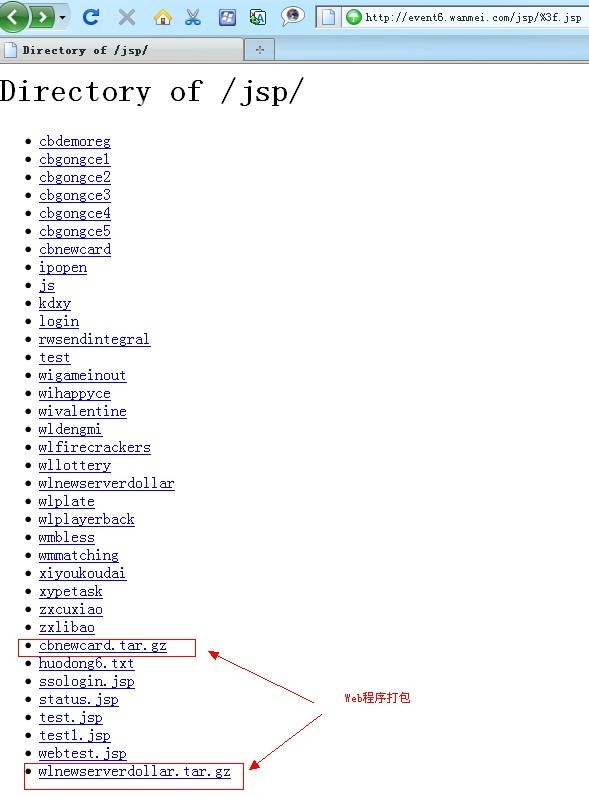 http://event6.wanmei.com/jsp/%3f.jsp
Directory of /jsp/
Directory of /jsp/
cbdemoreg
cbgongce1
cbgongce2
cbgongce3
cbgongce4
cbgongce5
cbnewcard
ipopen
js
kdxy
login
rwsendintegral
test
wigameinout
wihappyce
wivalentine
wldengmi
wlfirecrackers
wllottery
wlnewserverdollar
wlplate
wlplayerback
wmbless
wmmatching
xiyoukoudai
xypetask
zxcuxiao
zxlibao
cbnewcard.tar.gz
huodong6.txt
ssologin.jsp
status.jsp
Web程序打包
test.jsp
test1.jsp
webtest.jsp
wlnewserverdollar.tar.gz